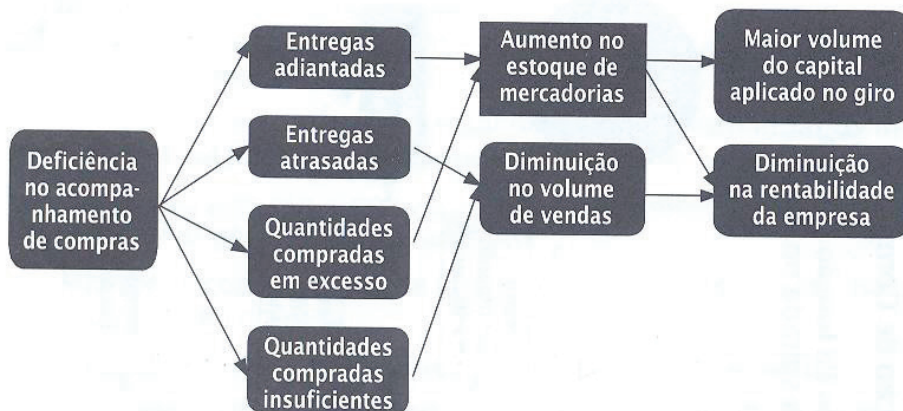 Deficiência
no acompa-
nhamento
de compras
Entregas
adiantadas
Entregas
atrasadas
Quantidades
compradas
em excesso
Quantidades
compradas
insuficientes
Aumento no
estoque de
mercadorias
Diminuição
no volume
de vendas
Maior volume
do capital
aplicado no giro
Diminuição
na rentabilidade
da empresa